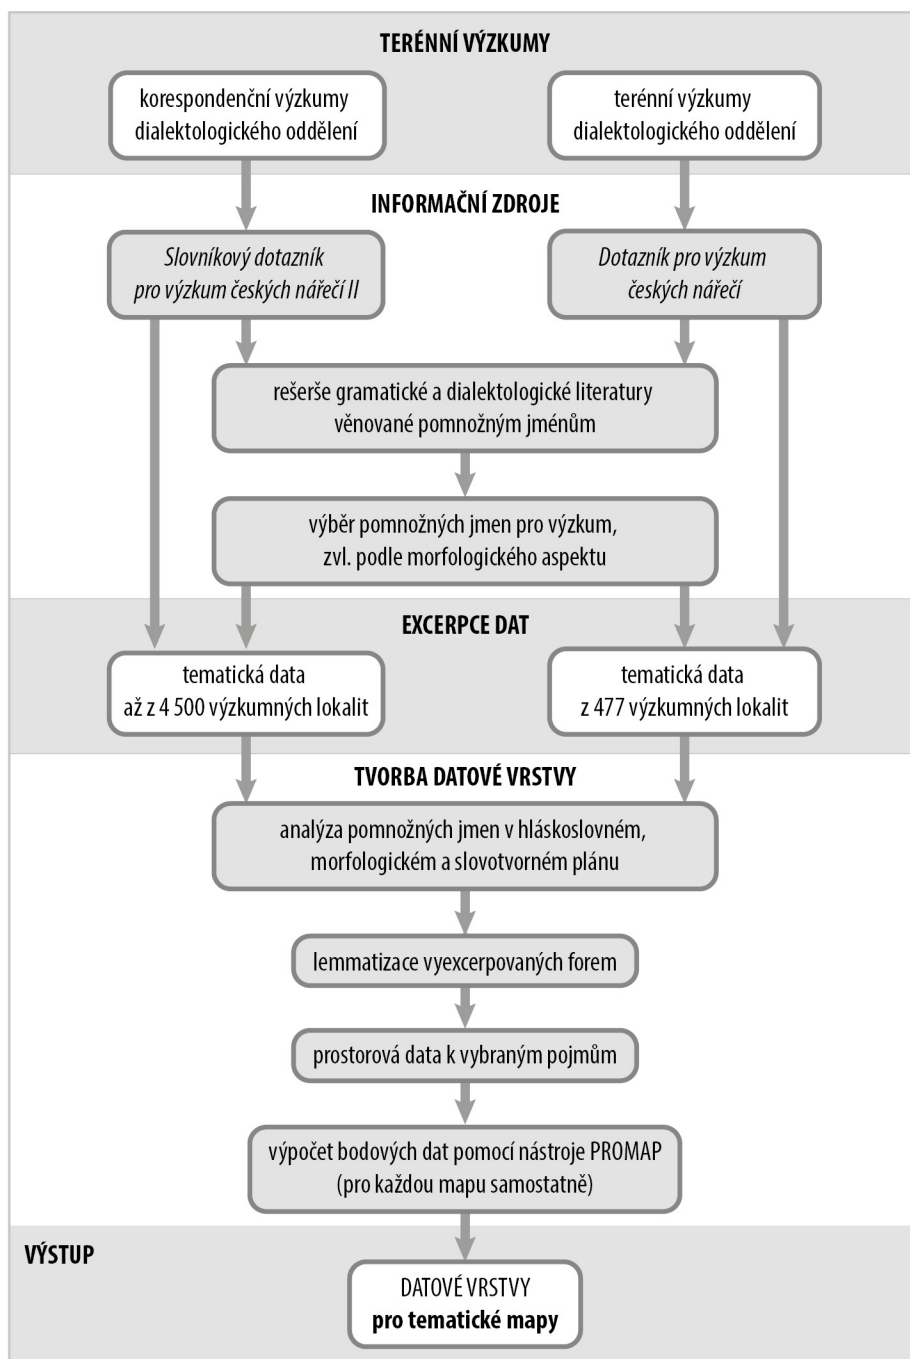 TERÉNNÍ VÝZKUMY
korespondenční výzkumy
dialektologického oddělení
terénní výzkumy
dialektologického oddělení
INFORMAČNÍ ZDROJE
Slovníkový dotazník
pro výzkum českých nářečí II
Dotazník pro výzkum
českých nářečí
rešerše gramatické a dialektologické literatury
věnované pomnožným jménům
výběr pomnožných jmen pro výzkum,
zvl. podle morfologického aspektu
EXCERPCE DAT
tematická data
až z 4 500 výzkumných lokalit
tematická data
z 477 výzkumných lokalit
TVORBA DATOVÉ VRSTVY
analýza pomnožných jmen v hláskoslovném,
morfologickém a slovotvorném plánu
lemmatizace vyexcerpovaných forem
prostorová data k vybraným pojmům
výpočet bodových dat pomocí nástroje PROMAP
(pro každou mapu samostatně)
VÝSTUP
DATOVÉ VRSTVY
pro tematické mapy